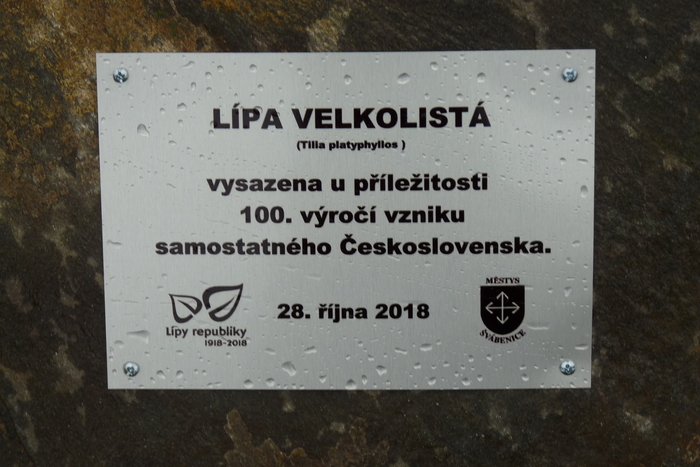 LÍPA VELKOLISTÁ
(Tilia platyphyllos )
vysazena u příležitosti
100. výročí vzniku
samostatného Československa.
28. října 2018
Lípy republiky
1918-2018
MĚSTYS
ŠVÁBENICE